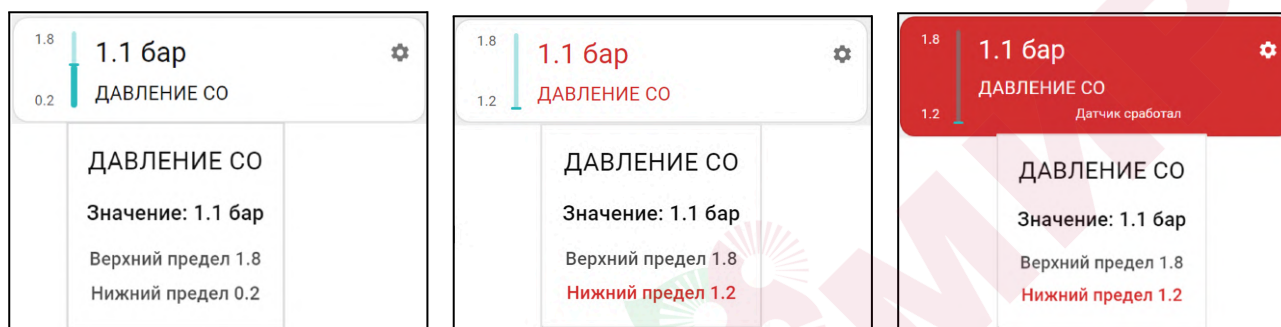 1.8
1.1 бар
0.2
ДАВЛЕНИЕ СО
ДАВЛЕНИЕ СО
Значение: 1.1 бар
Верхний предел 1.8
Нижний предел 0.2
1.8
1.1 бар
1.2
ДАВЛЕНИЕ СО
ДАВЛЕНИЕ СО
Значение: 1.1 бар
Верхний предел 1.8
Нижний предел 1.2
1.8
1.1 бар
ДАВЛЕНИЕ СО
1.2
Датчик сработал
ДАВЛЕНИЕ СО
Значение: 1.1 бар
Верхний предел 1.8
Нижний предел 1.2